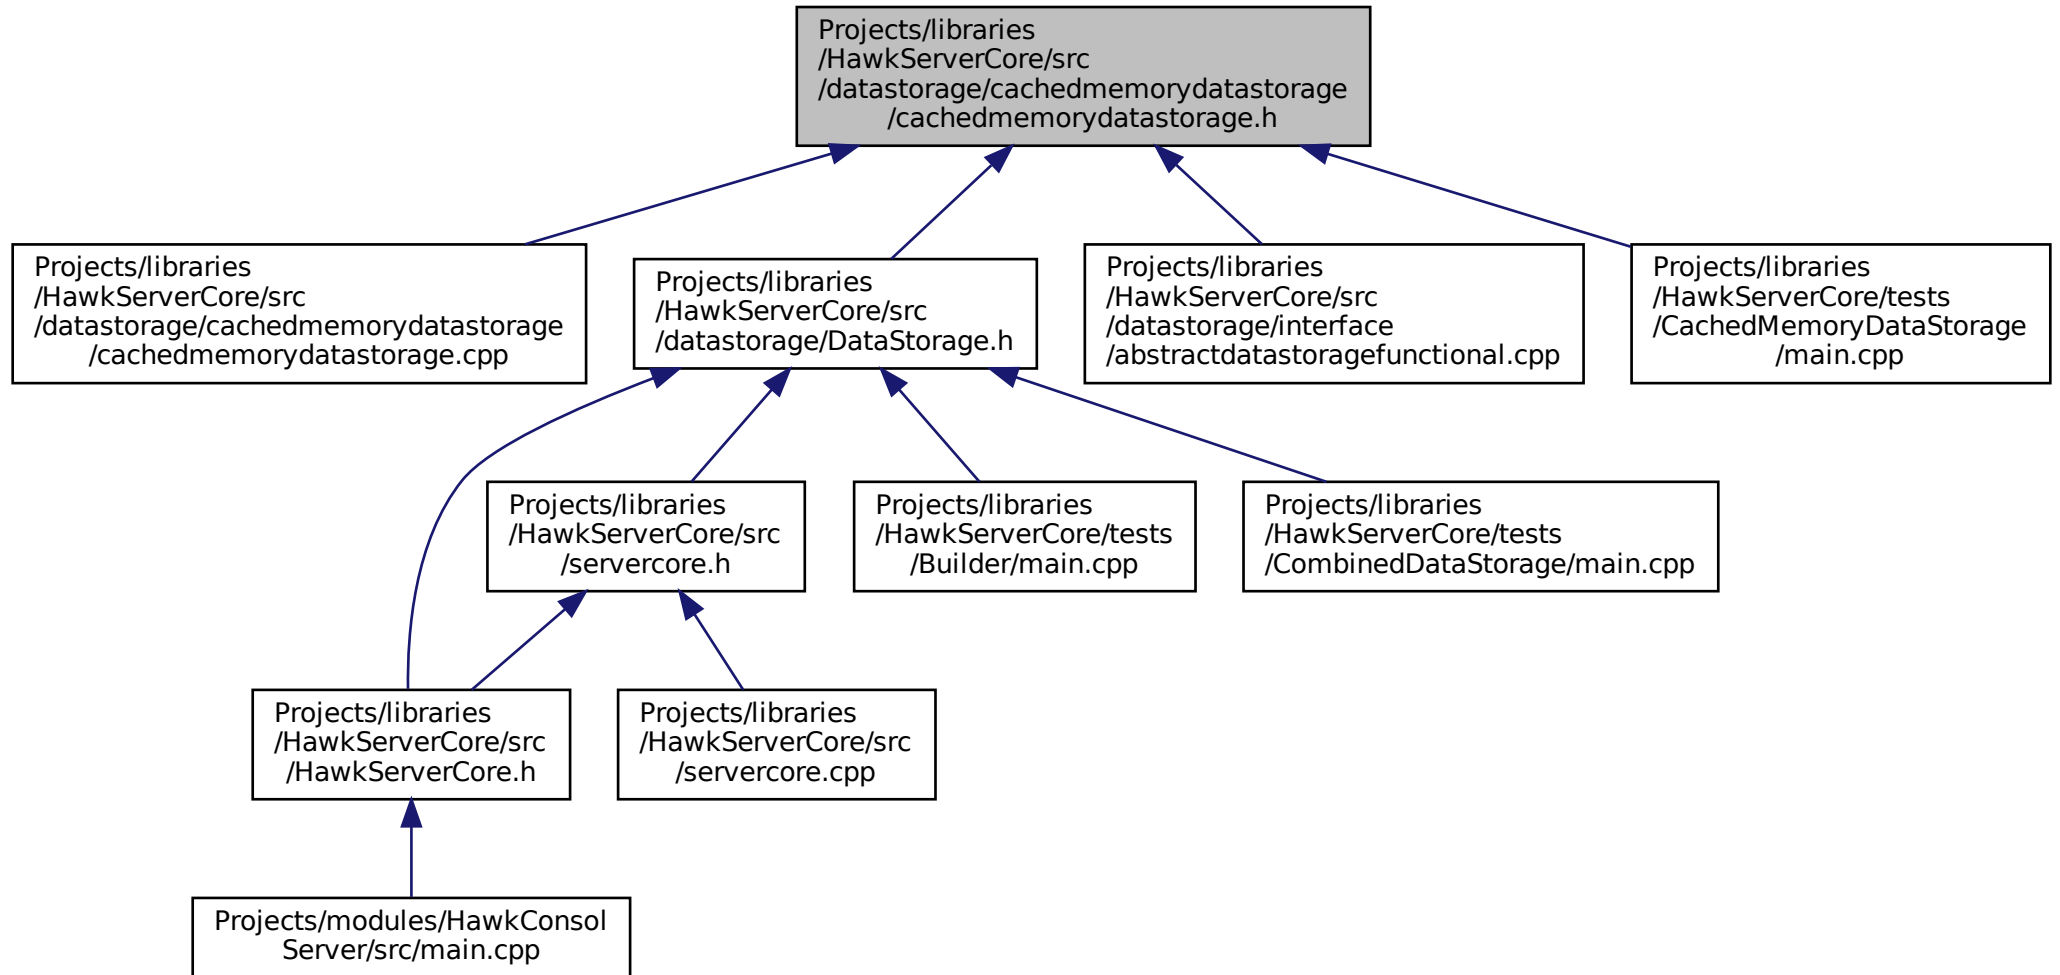 Projects/libraries
/HawkServerCore/src
/datastorage/cachedmemorydatastorage
/cachedmemorydatastorage.h
Projects/libraries
/HawkServerCore/src
/datastorage/cachedmemorydatastorage
/cachedmemorydatastorage.cpp
Projects/libraries
/HawkServerCore/src
/datastorage/DataStorage.h
Projects/libraries
/HawkServerCore/src
/datastorage/interface
/abstractdatastoragefunctional.cpp
Projects/libraries
/HawkServerCore/tests
/CachedMemoryDataStorage
/main.cpp
Projects/libraries
/HawkServerCore/src
/servercore.h
Projects/libraries
/HawkServerCore/tests
/Builder/main.cpp
Projects/libraries
/HawkServerCore/tests
/CombinedDataStorage/main.cpp
Projects/libraries
/HawkServerCore/src
/HawkServerCore.h
Projects/libraries
/HawkServerCore/src
/servercore.cpp
Projects/modules/HawkConsol
Server/src/main.cpp